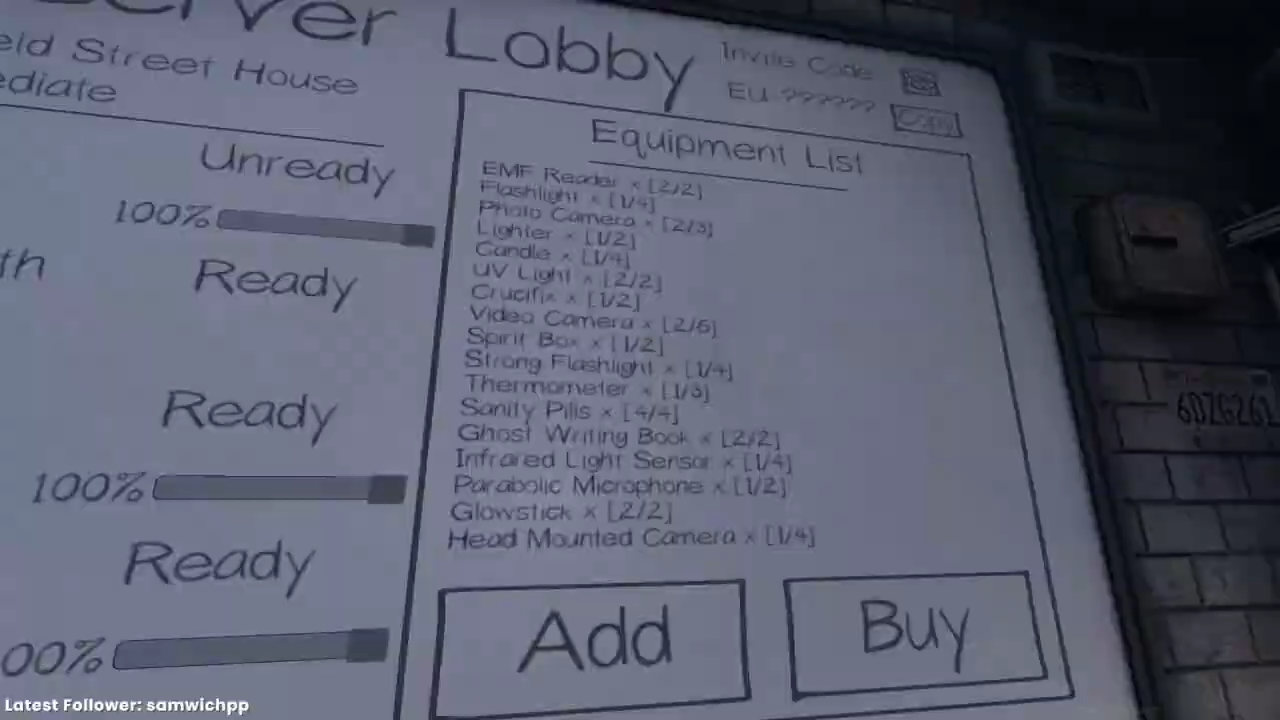 Lobby
Invite Code
EU ??????
Copy
eld Street House
ediate
Unready
100%
Ready
th
Ready
100%
Ready
00%
Equipment List
EMF Reader x [2/2]
Flashlight x [1/4]
Photo Camera x [2/3]
Lighter x [1/2]
Candle x [1/4]
UV Light x [2/2]
Crucifix x [1/2]
Video Camera x [2/6]
Spirit Box x [1/2]
Strong Flashlight x [1/4]
Thermometer x [1/3]
Sanity Pills x [4/4]
Ghost Writing Book x [2/2]
Infrared Light Sensor x [1/4]
Parabolic Microphone x [1/2]
Glowstick x [2/2]
Head Mounted Camera x [1/4]
Add
Buy
Latest Follower: samwichpp